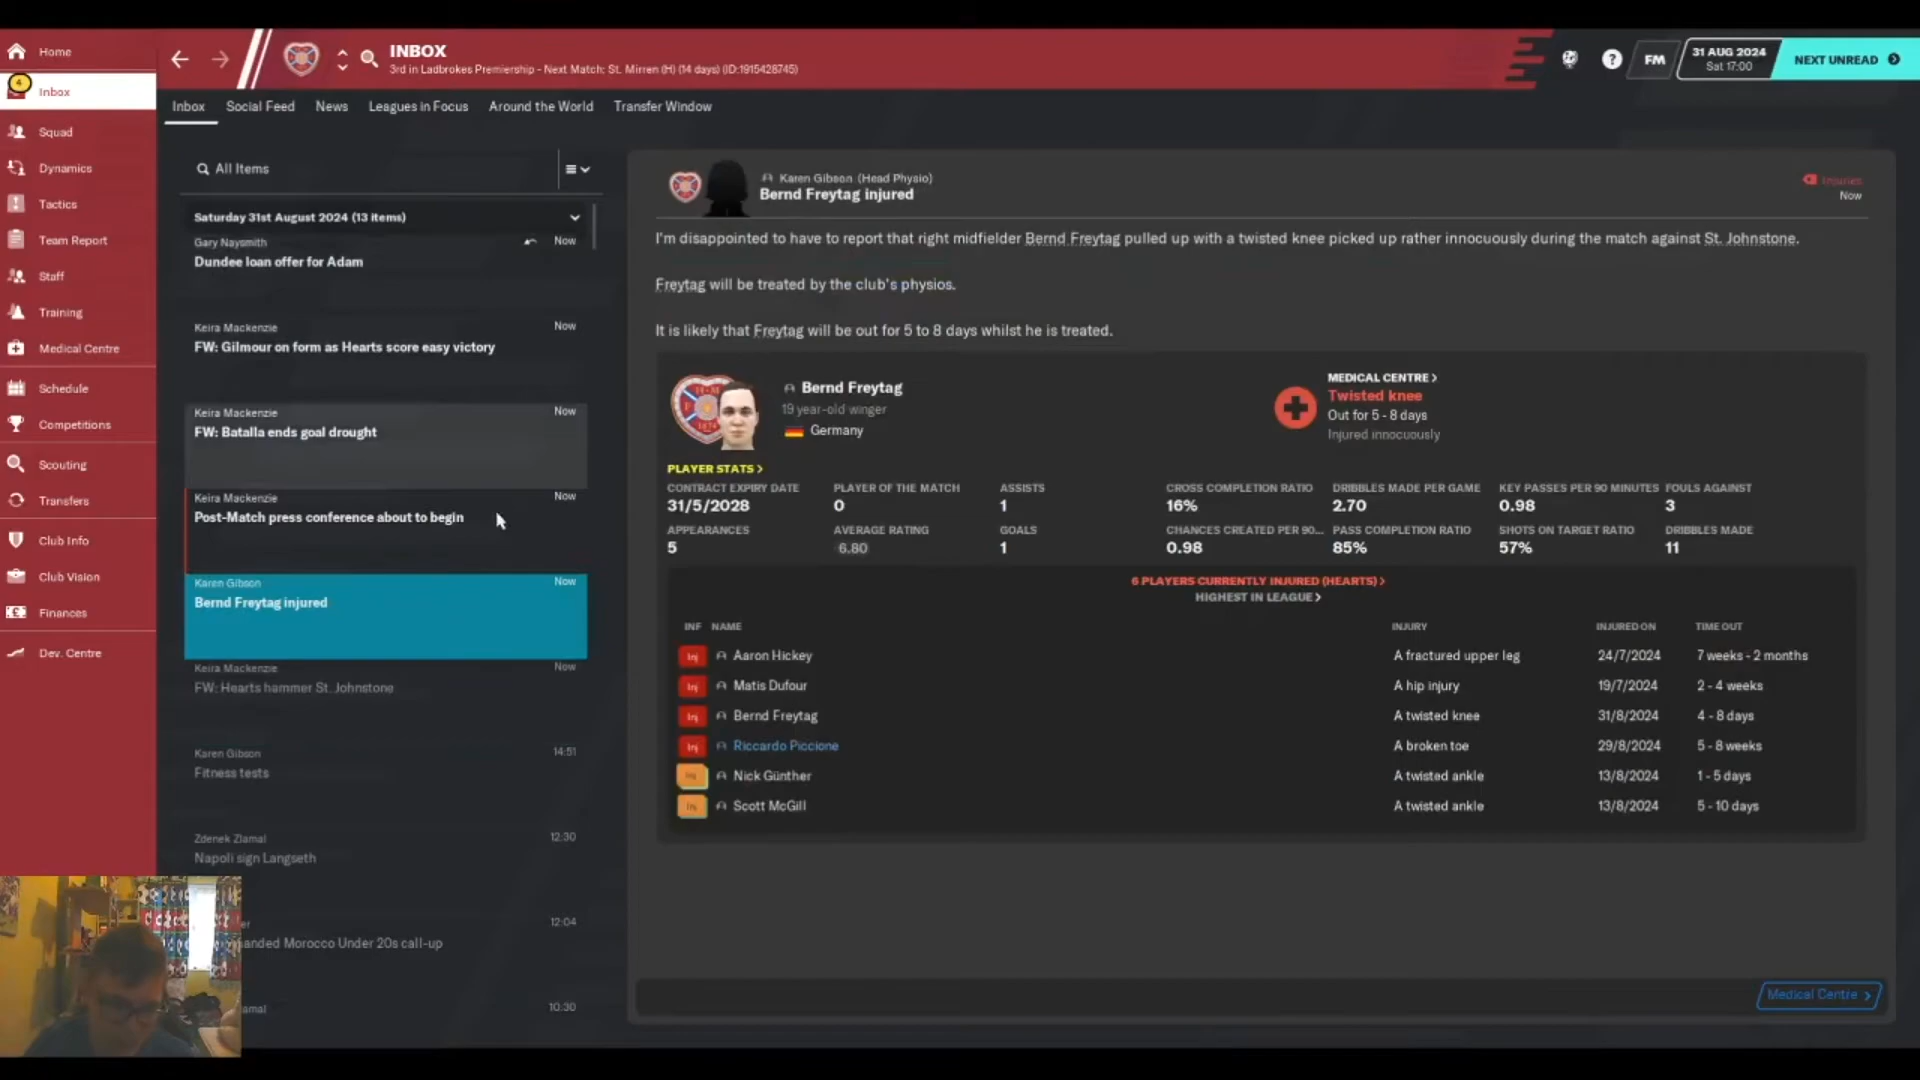 Home
4
Inbox
Squad
Dynamics
Tactics
Team Report
Staff
Training
Medical Centre
Schedule
Competitions
Scouting
Transfers
Club Info
Club Vision
Finances
Dev. Centre
INBOX
3rd in Ladbrokes Premiership - Next Match: St. Mirren (H) (14 days) (ID:1915428745)
? FM
31 AUG 2024
Sat 17:00
NEXT UNREAD
Inbox Social Feed News Leagues in Focus Around the World Transfer Window
All Items
Saturday 31st August 2024 (13 items)
Gary Naysmith Now
Dundee loan offer for Adam
Keira Mackenzie Now
FW: Gilmour on form as Hearts score easy victory
Keira Mackenzie Now
FW: Batalla ends goal drought
Keira Mackenzie Now
Post-Match press conference about to begin
Karen Gibson Now
Bernd Freytag injured
Keira Mackenzie Now
FW: Hearts hammer St. Johnstone
Karen Gibson 14:51
Fitness tests
Zdenek Zlamal 12:30
Napoli sign Langseth
12:04
anded Morocco Under 20s call-up
amal 10:30
Karen Gibson (Head Physio)
Bernd Freytag injured
Injuries
Now
I'm disappointed to have to report that right midfielder Bernd Freytag pulled up with a twisted knee picked up rather innocuously during the match against St. Johnstone.
Freytag will be treated by the club's physios.
It is likely that Freytag will be out for 5 to 8 days whilst he is treated.
Bernd Freytag
19 year-old winger
Germany
MEDICAL CENTRE >
Twisted knee
Out for 5 - 8 days
Injured innocuously
PLAYER STATS >
CONTRACT EXPIRY DATE PLAYER OF THE MATCH ASSISTS CROSS COMPLETION RATIO DRIBBLES MADE PER GAME KEY PASSES PER 90 MINUTES FOULS AGAINST
31/5/2028 0 1 16% 2.70 0.98 3
APPEARANCES AVERAGE RATING GOALS CHANCES CREATED PER 90... PASS COMPLETION RATIO SHOTS ON TARGET RATIO DRIBBLES MADE
5 6.80 1 0.98 85% 57% 11
6 PLAYERS CURRENTLY INJURED (HEARTS) >
HIGHEST IN LEAGUE >
INF NAME INJURY INJURED ON TIME OUT
Inj Aaron Hickey A fractured upper leg 24/7/2024 7 weeks - 2 months
Inj Matis Dufour A hip injury 19/7/2024 2 - 4 weeks
Inj Bernd Freytag A twisted knee 31/8/2024 4 - 8 days
Inj Riccardo Piccione A broken toe 29/8/2024 5 - 8 weeks
Inj Nick Günther A twisted ankle 13/8/2024 1 - 5 days
Inj Scott McGill A twisted ankle 13/8/2024 5 - 10 days
Medical Centre >